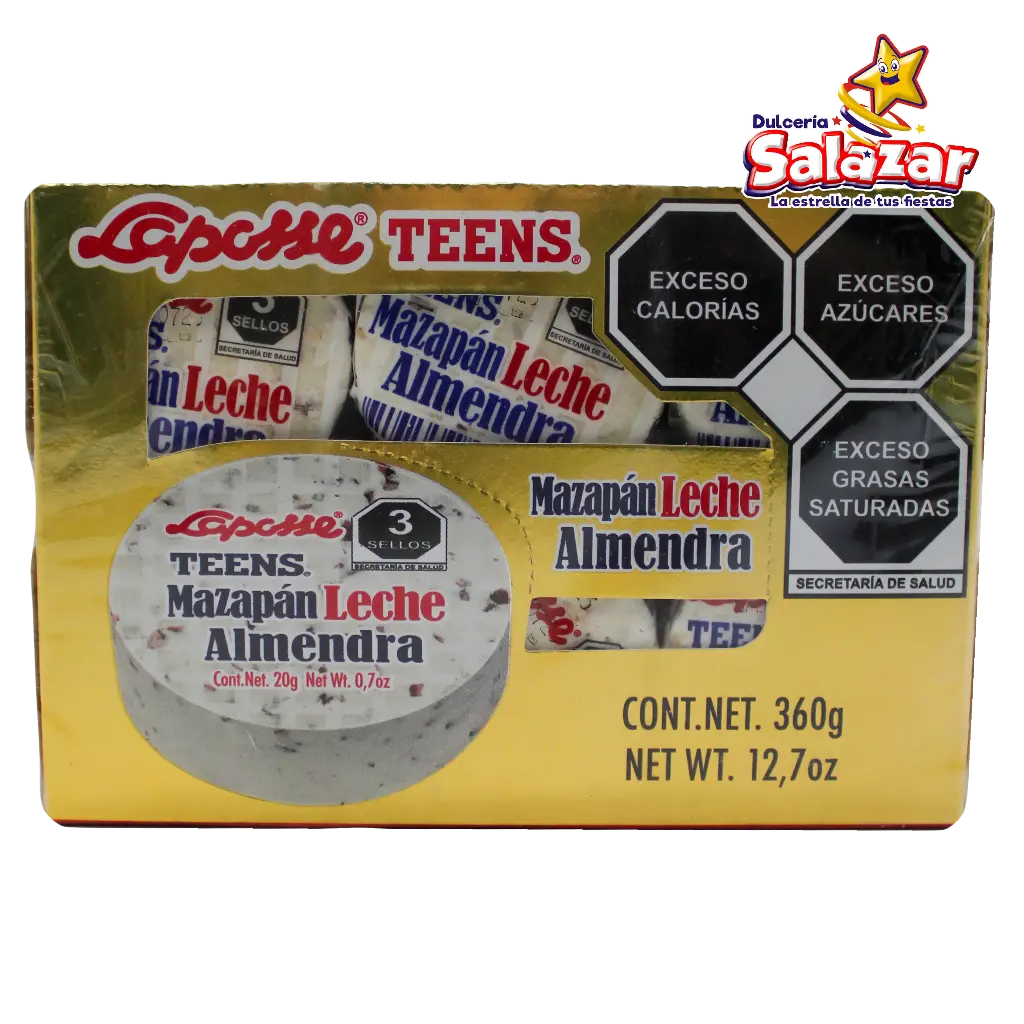 Dulcería
Salazar
La estrella de tus fiestas
Laposse® TEENS®
EXCESO
CALORÍAS
EXCESO
AZÚCARES
EXCESO
GRASAS
SATURADAS
SECRETARÍA DE SALUD
3
SELLOS
SECRETARÍA DE SALUD
Leche
TEENS
Mazapán Leche
Almendra
Mazapán Leche
Almendra
Laposse®
TEENS®
3
SELLOS
SECRETARÍA DE SALUD
Mazapán Leche
Almendra
Cont.Net. 20g Net Wt. 0,7oz
CONT.NET. 360g
NET WT. 12,7oz